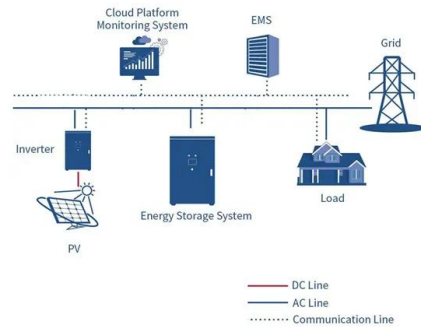 Cloud Platform
Monitoring System
EMS
Grid
Inverter
Energy Storage System
Load
PV
DC Line
AC Line
Communication Line